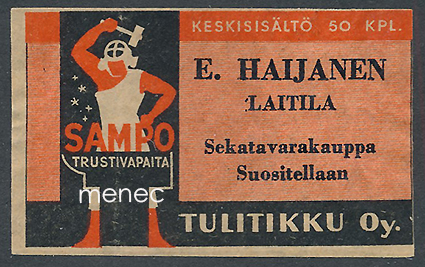 KESKISISÄLTÖ 50 KPL.
E. HAIJANEN
LAITILA
Sekatavarakauppa
Suositellaan
SAMPO
TRUSTIVAPAITA
menec
TULITIKKU Oy.